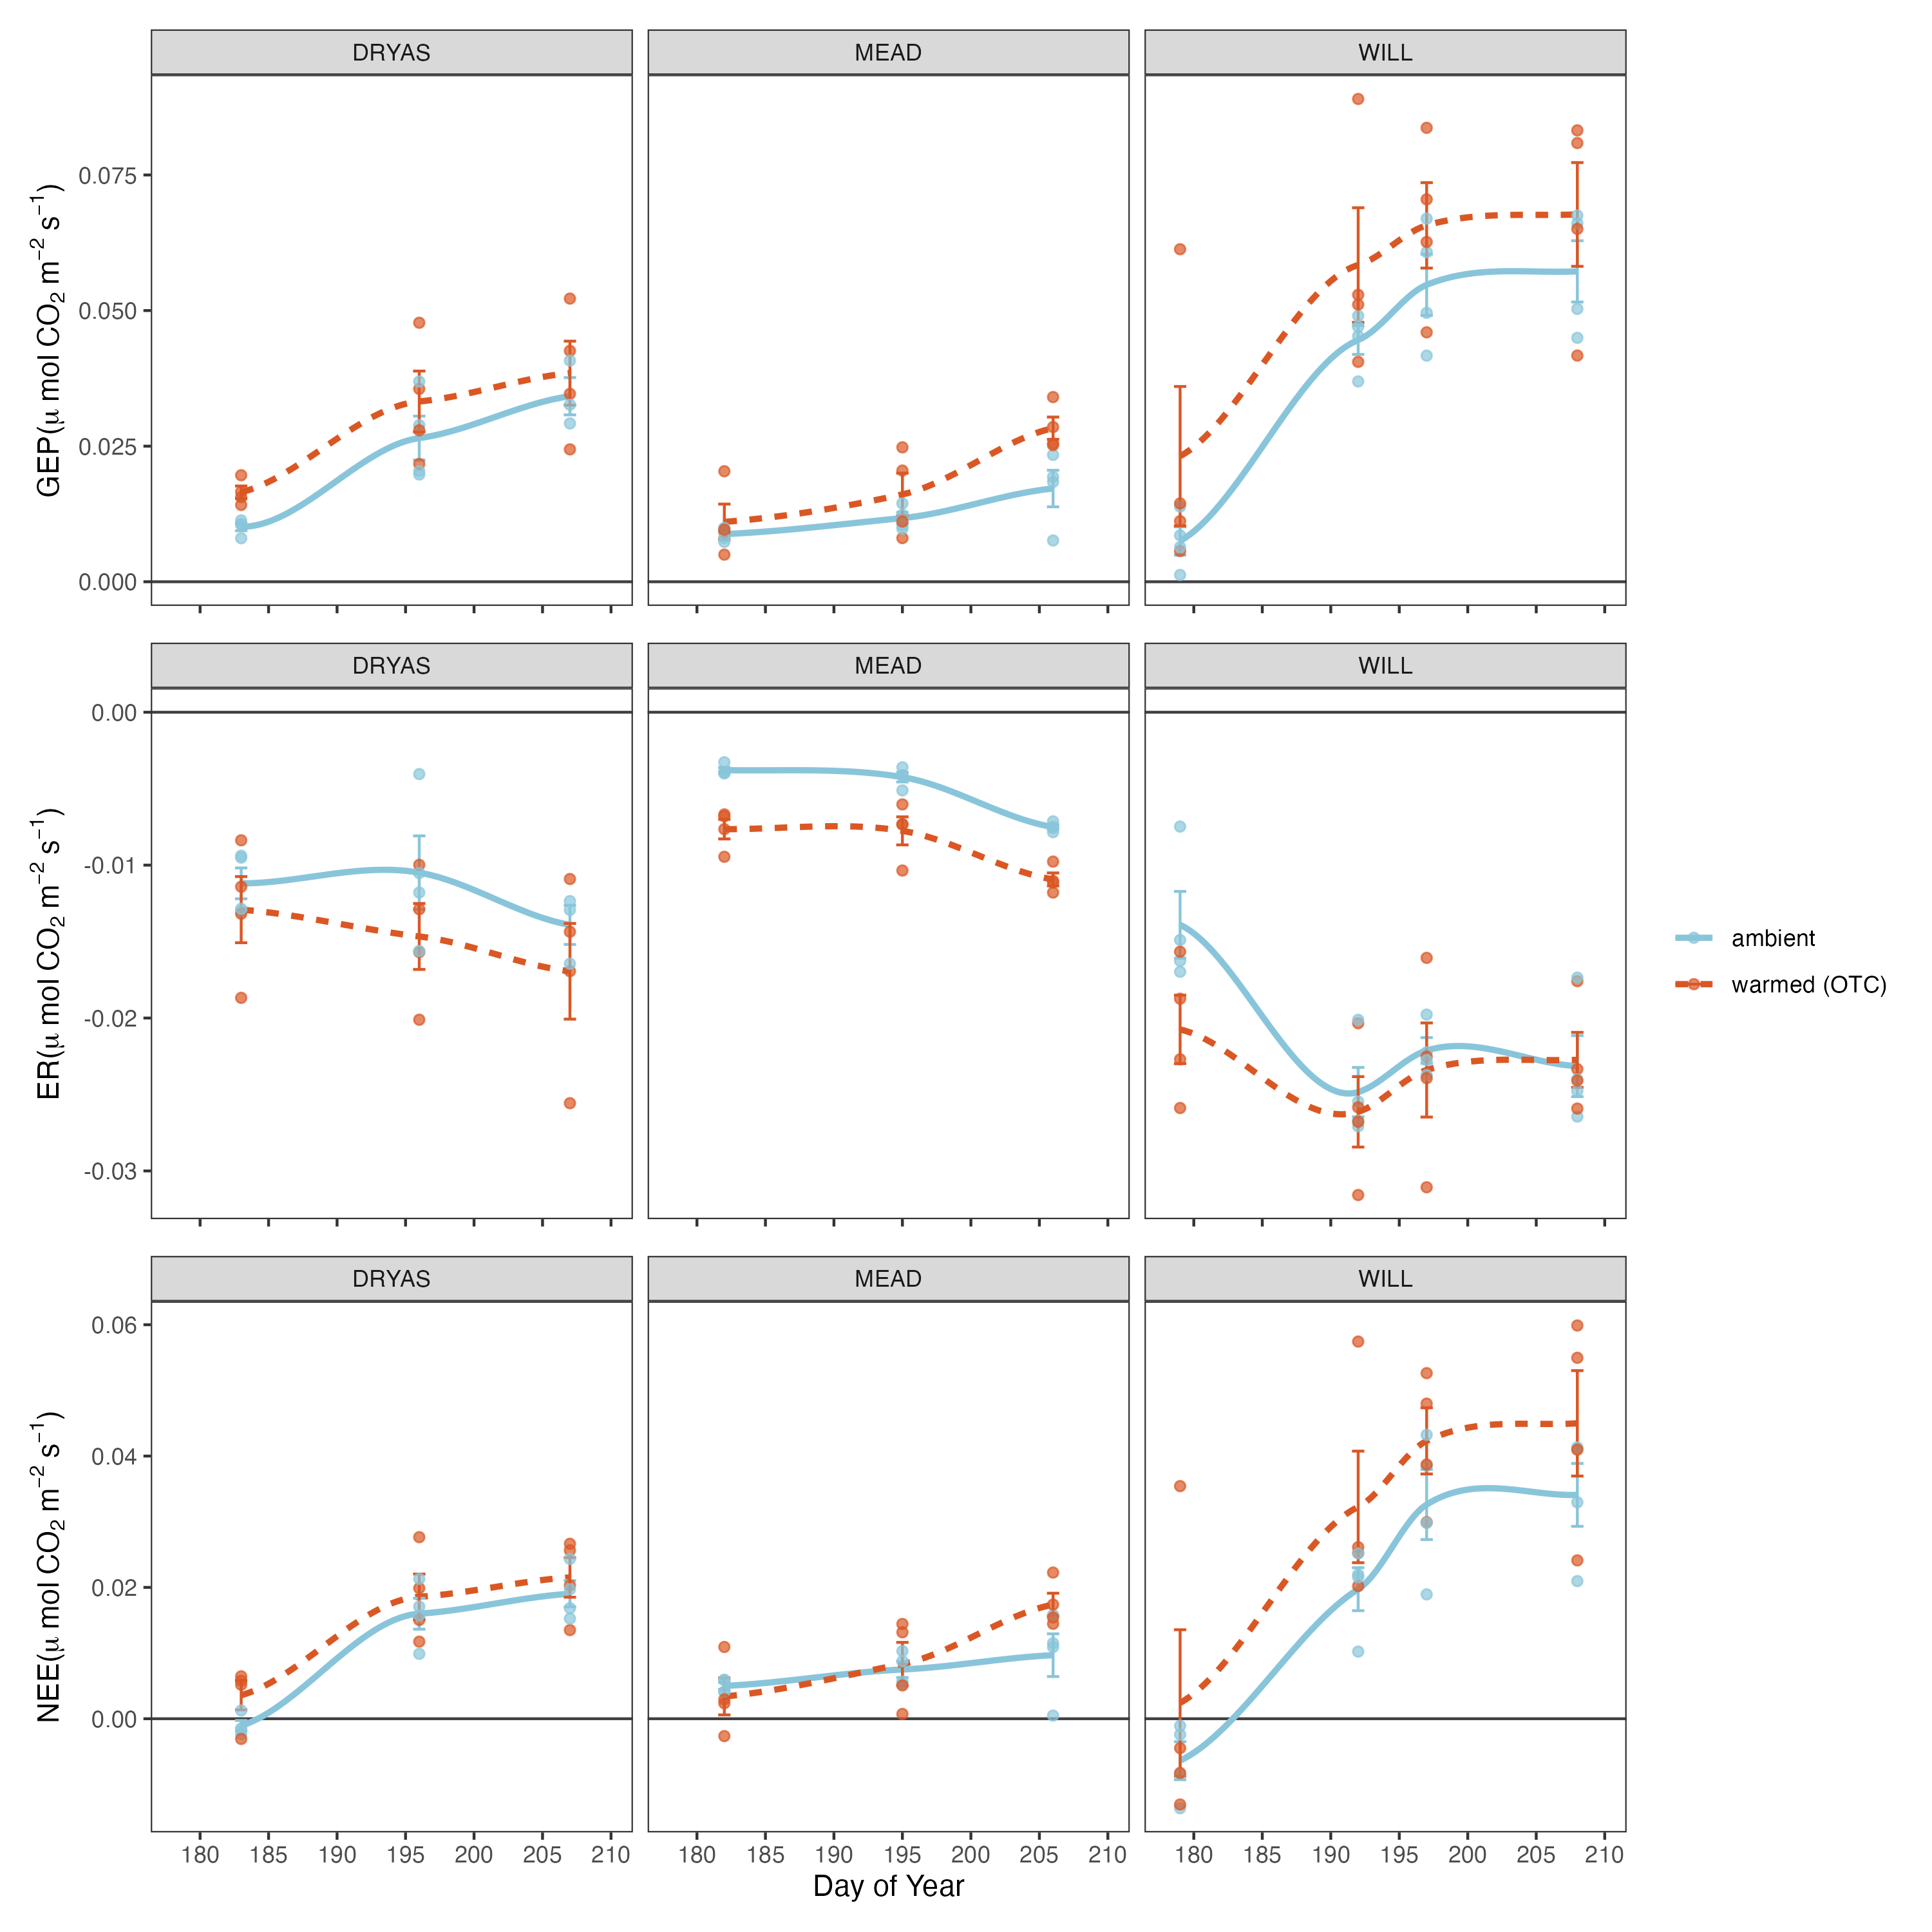 DRYAS MEAD WILL
GEP(μ mol CO₂ m⁻² s⁻¹)
0.075
0.050
0.025
0.000
DRYAS MEAD WILL
ER(μ mol CO₂ m⁻² s⁻¹)
0.00
-0.01
-0.02
-0.03
ambient
warmed (OTC)
DRYAS MEAD WILL
NEE(μ mol CO₂ m⁻² s⁻¹)
0.06
0.04
0.02
0.00
180 185 190 195 200 205 210 180 185 190 195 200 205 210 180 185 190 195 200 205 210
Day of Year